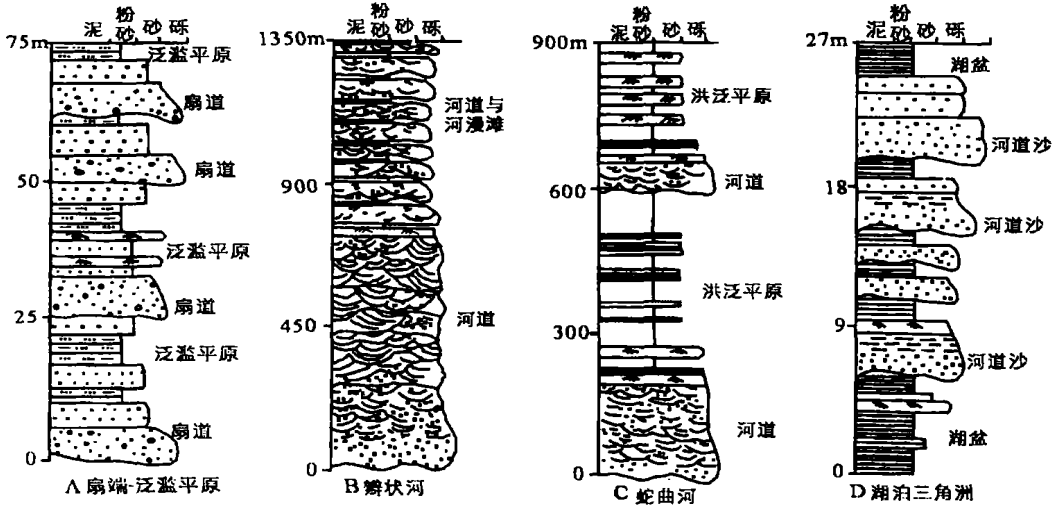 泥 粉砂 砂 砾
75m
泛滥平原
扇道
扇道
50
泛滥平原
扇道
25
泛滥平原
扇道
0
A 扇端-泛滥平原
泥 粉砂 砂 砾
1350m
河道与
河漫滩
900
河道
450
0
B 辫状河
泥 粉砂 砂 砾
900m
洪泛平原
河道
600
洪泛平原
300
河道
0
C 蛇曲河
泥 粉砂 砂 砾
27m
湖盆
河道沙
18
河道沙
9
河道沙
湖盆
0
D 湖泊三角洲